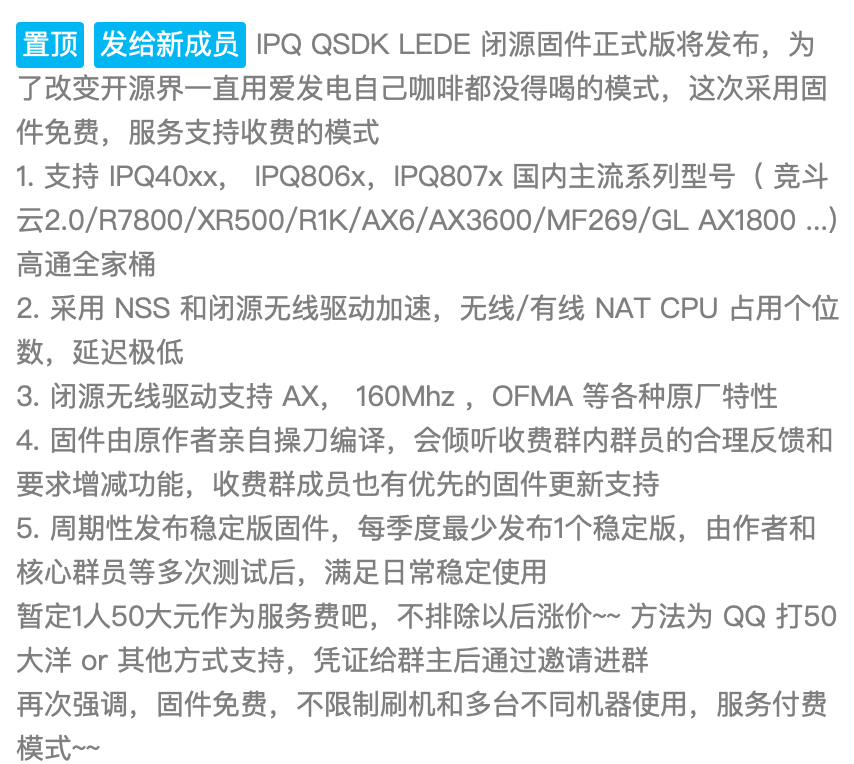 置顶 发给新成员 IPQ QSDK LEDE 闭源固件正式版将发布，为
了改变开源界一直用爱发电自己咖啡都没得喝的模式，这次采用固
件免费，服务支持收费的模式
1. 支持 IPQ40xx， IPQ806x，IPQ807x 国内主流系列型号（ 竞斗
云2.0/R7800/XR500/R1K/AX6/AX3600/MF269/GL AX1800 ...)
高通全家桶
2. 采用 NSS 和闭源无线驱动加速，无线/有线 NAT CPU 占用个位
数，延迟极低
3. 闭源无线驱动支持 AX， 160Mhz ，OFMA 等各种原厂特性
4. 固件由原作者亲自操刀编译，会倾听收费群内群员的合理反馈和
要求增减功能，收费群成员也有优先的固件更新支持
5. 周期性发布稳定版固件，每季度最少发布1个稳定版，由作者和
核心群员等多次测试后，满足日常稳定使用
暂定1人50大元作为服务费吧，不排除以后涨价~~ 方法为 QQ 打50
大洋 or 其他方式支持，凭证给群主后通过邀请进群
再次强调，固件免费，不限制刷机和多台不同机器使用，服务付费
模式~~